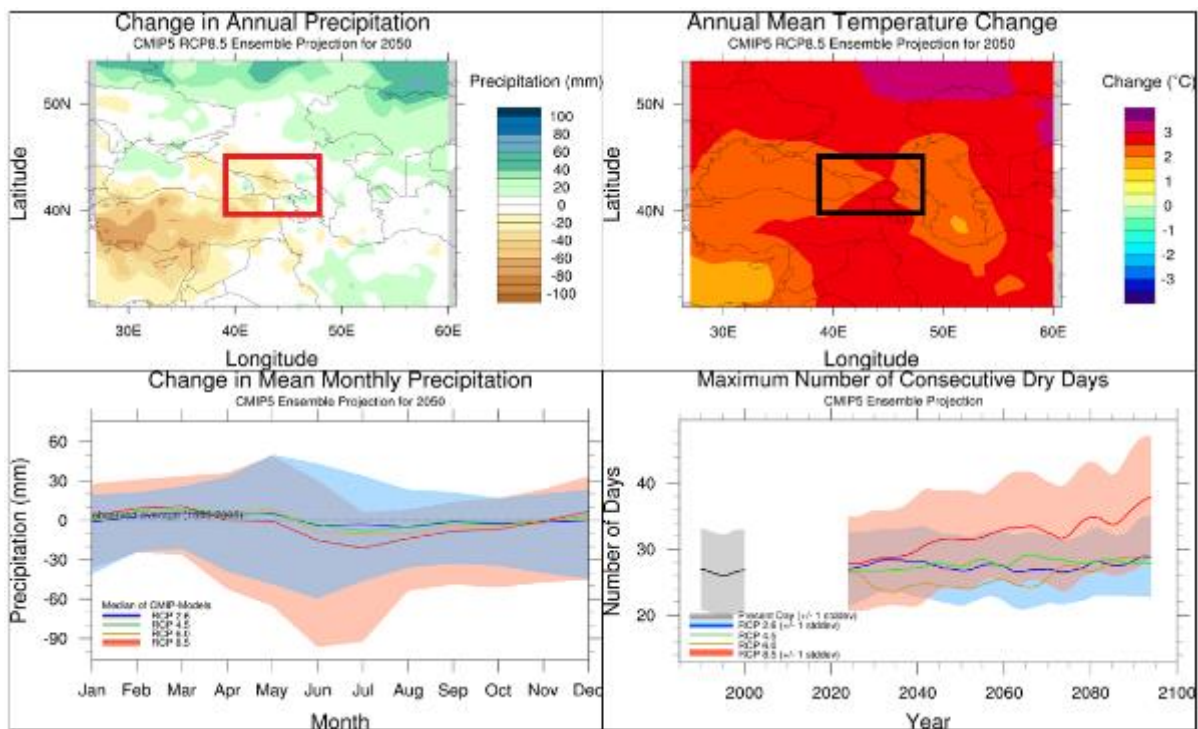 Change in Annual Precipitation
CMIP5 RCP8.5 Ensemble Projection for 2050
Precipitation (mm)
50N
40N
Latitude
30E 40E 50E 60E
Longitude
100
80
60
40
20
0
-20
-40
-60
-80
-100
Annual Mean Temperature Change
CMIP5 RCP8.5 Ensemble Projection for 2050
Change (°C)
50N
40N
Latitude
30E 40E 50E 60E
Longitude
3
2
1
0
-1
-2
-3
Change in Mean Monthly Precipitation
CMIP5 Ensemble Projection for 2050
Precipitation (mm)
60
30
0
-30
-60
-90
observed average
Median of CMIP-Models
RCP 2.6
RCP 4.5
RCP 6.0
RCP 8.5
Jan Feb Mar Apr May Jun Jul Aug Sep Oct Nov Dec
Month
Maximum Number of Consecutive Dry Days
CMIP5 Ensemble Projection
Number of Days
40
30
20
Present Day (+/- 1 stddev)
RCP 2.6 (+/- 1 stddev)
RCP 4.5
RCP 6.0
RCP 8.5 (+/- 1 stddev)
2000 2020 2040 2060 2080 2100
Year